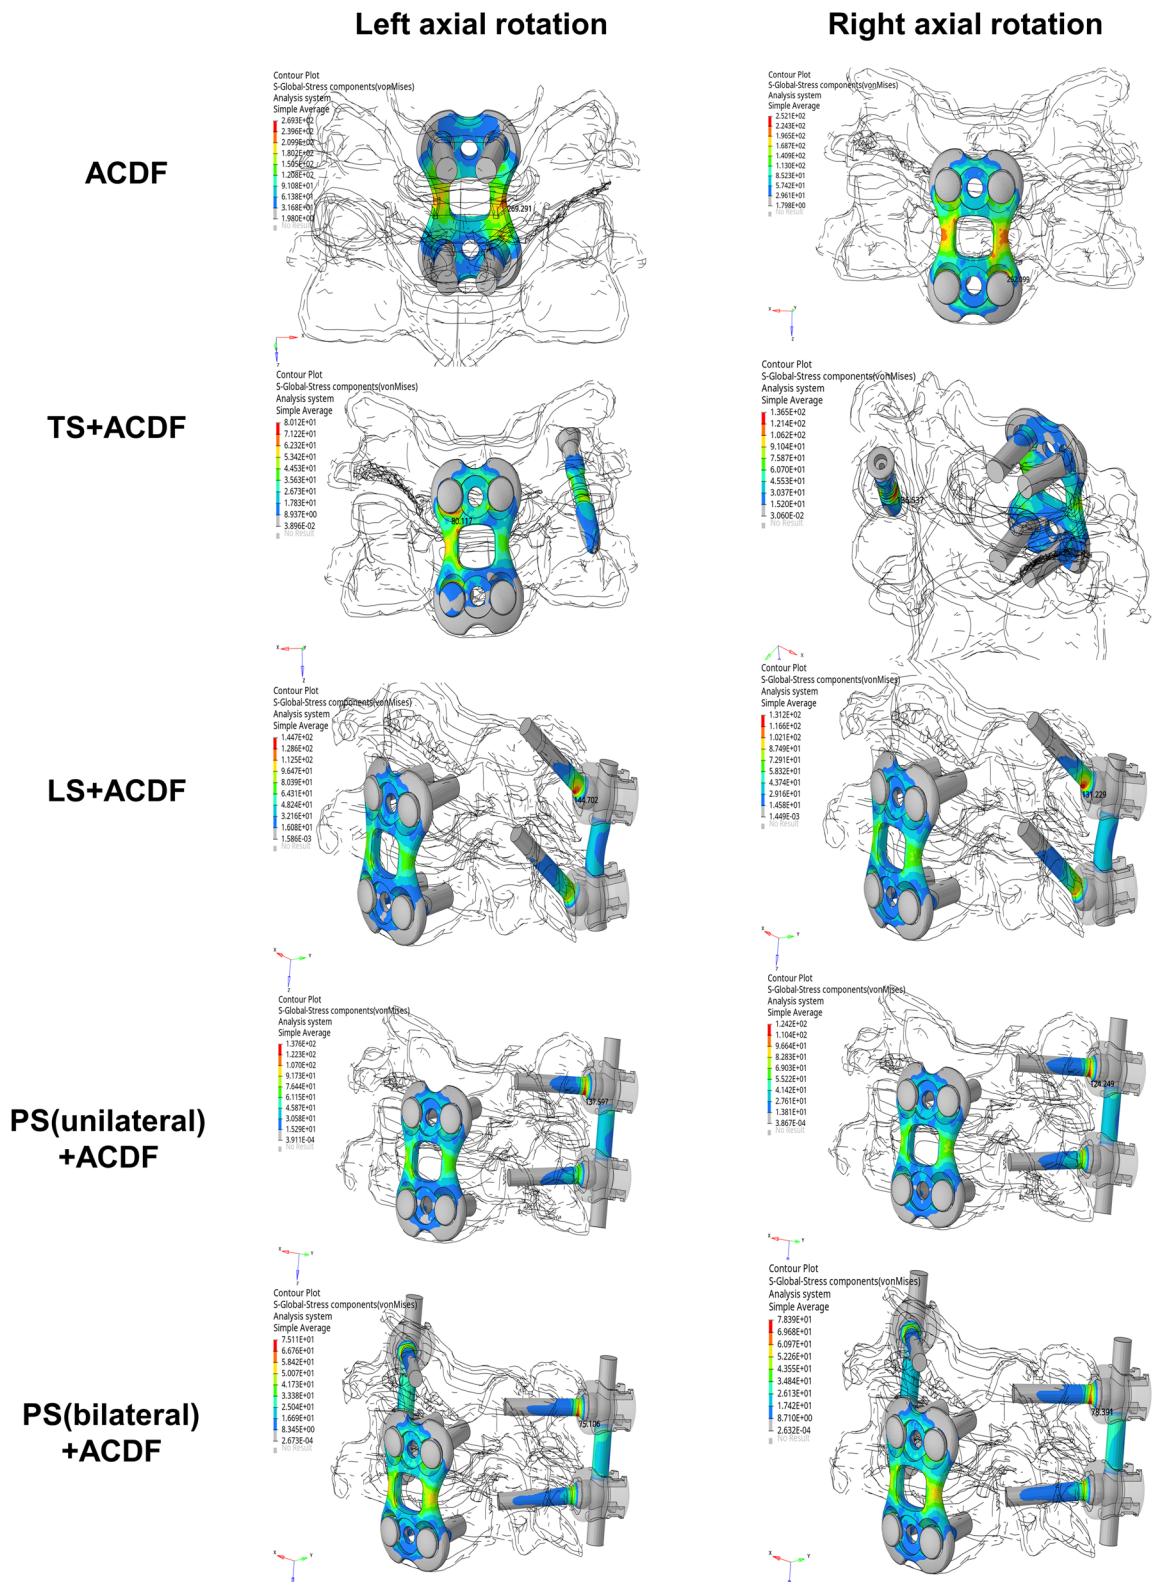 Left axial rotation
Right axial rotation
ACDF
Contour Plot
S-Global-Stress components(vonMises)
Analysis system
Simple Average
2.693E+02
2.396E+02
2.099E+02
1.802E+02
1.505E+02
1.208E+02
9.108E+01
6.138E+01
3.168E+01
1.980E+00
No Result
269.291
X
Z
Contour Plot
S-Global-Stress components(vonMises)
Analysis system
Simple Average
2.521E+02
2.243E+02
1.965E+02
1.687E+02
1.409E+02
1.130E+02
8.523E+01
5.742E+01
2.961E+01
1.798E+00
No Result
252.099
X
Y
Z
TS+ACDF
Contour Plot
S-Global-Stress components(vonMises)
Analysis system
Simple Average
8.012E+01
7.122E+01
6.232E+01
5.342E+01
4.453E+01
3.563E+01
2.673E+01
1.783E+01
8.937E+00
3.896E-02
No Result
80.117
X
Y
Z
Contour Plot
S-Global-Stress components(vonMises)
Analysis system
Simple Average
1.365E+02
1.214E+02
1.062E+02
9.104E+01
7.587E+01
6.070E+01
4.553E+01
3.037E+01
1.520E+01
3.060E-02
No Result
136.537
X
LS+ACDF
Contour Plot
S-Global-Stress components(vonMises)
Analysis system
Simple Average
1.447E+02
1.286E+02
1.125E+02
9.647E+01
8.039E+01
6.431E+01
4.824E+01
3.216E+01
1.608E+01
1.586E-03
No Result
144.702
X
Y
Z
Contour Plot
S-Global-Stress components(vonMises)
Analysis system
Simple Average
1.312E+02
1.166E+02
1.021E+02
8.749E+01
7.291E+01
5.832E+01
4.374E+01
2.916E+01
1.458E+01
1.449E-03
No Result
131.229
X
Y
Z
PS(unilateral)
+ACDF
Contour Plot
S-Global-Stress components(vonMises)
Analysis system
Simple Average
1.376E+02
1.223E+02
1.070E+02
9.173E+01
7.644E+01
6.115E+01
4.587E+01
3.058E+01
1.529E+01
3.911E-04
No Result
137.597
X
Y
Z
Contour Plot
S-Global-Stress components(vonMises)
Analysis system
Simple Average
1.242E+02
1.104E+02
9.664E+01
8.283E+01
6.903E+01
5.522E+01
4.142E+01
2.761E+01
1.381E+01
3.867E-04
No Result
124.249
X
Y
PS(bilateral)
+ACDF
Contour Plot
S-Global-Stress components(vonMises)
Analysis system
Simple Average
7.511E+01
6.676E+01
5.842E+01
5.007E+01
4.173E+01
3.338E+01
2.504E+01
1.669E+01
8.345E+00
2.673E-04
No Result
75.106
X
Y
Contour Plot
S-Global-Stress components(vonMises)
Analysis system
Simple Average
7.839E+01
6.968E+01
6.097E+01
5.226E+01
4.355E+01
3.484E+01
2.613E+01
1.742E+01
8.710E+00
2.632E-04
No Result
78.391
X
Y